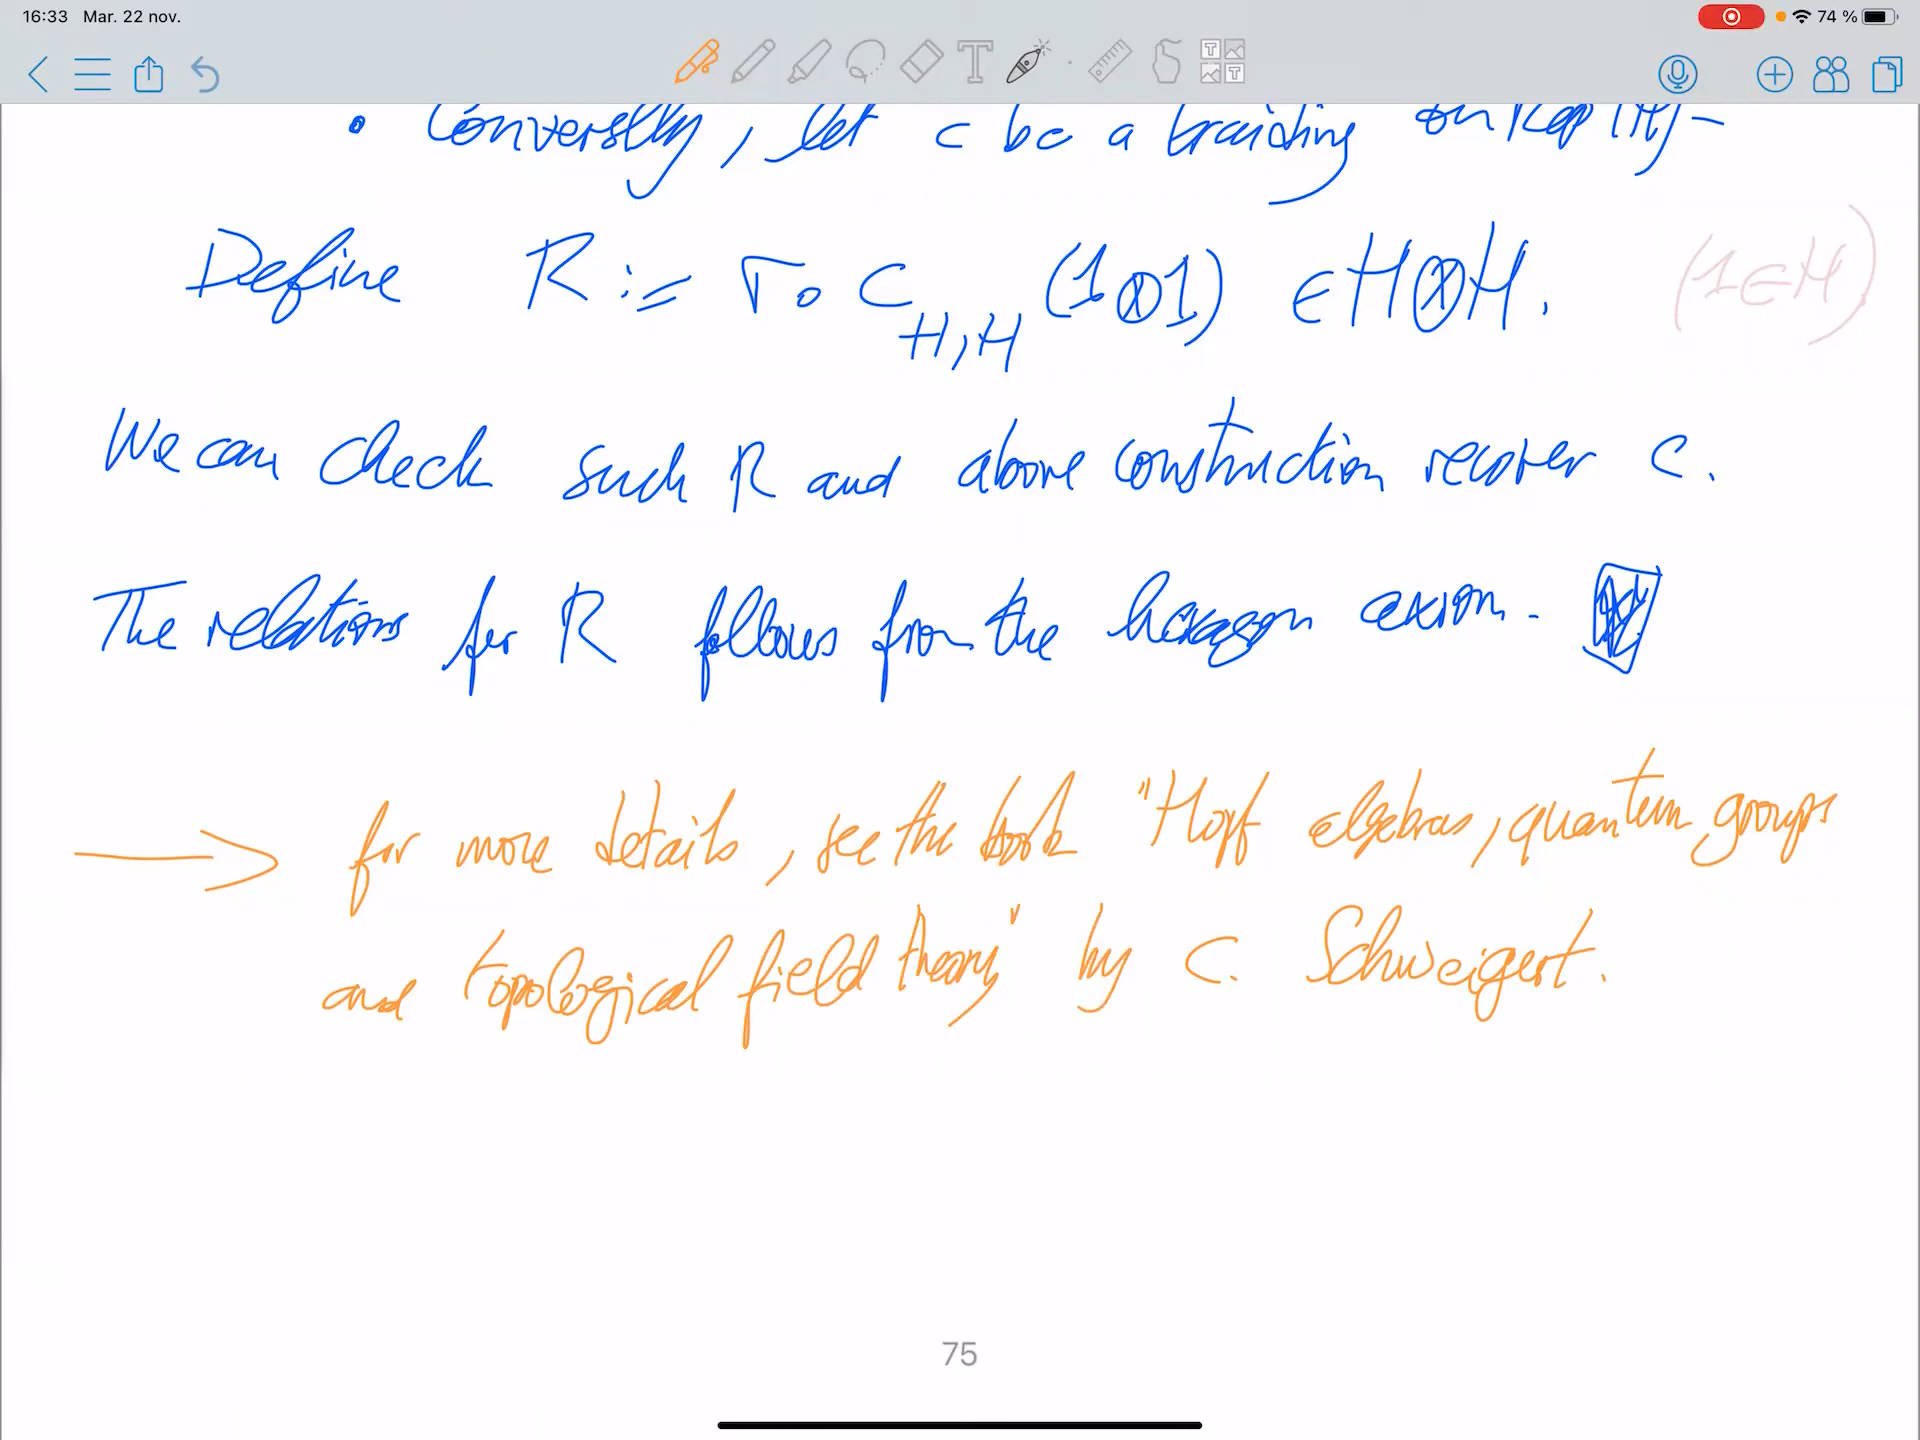 16:33 Mar. 22 nov. 74 %
T
• Conversly, let c be a braiding on Rep(H)-
Define R := τ ∘ c_{H,H} (1⊗1) ∈ H⊗H. (1∈H)
We can check such R and above construction recover c.
The relations for R follows from the hexagon axiom.
→ for more details, see the book "Hopf algebras, quantum groups
and topological field theory" by C. Schweigert.
75